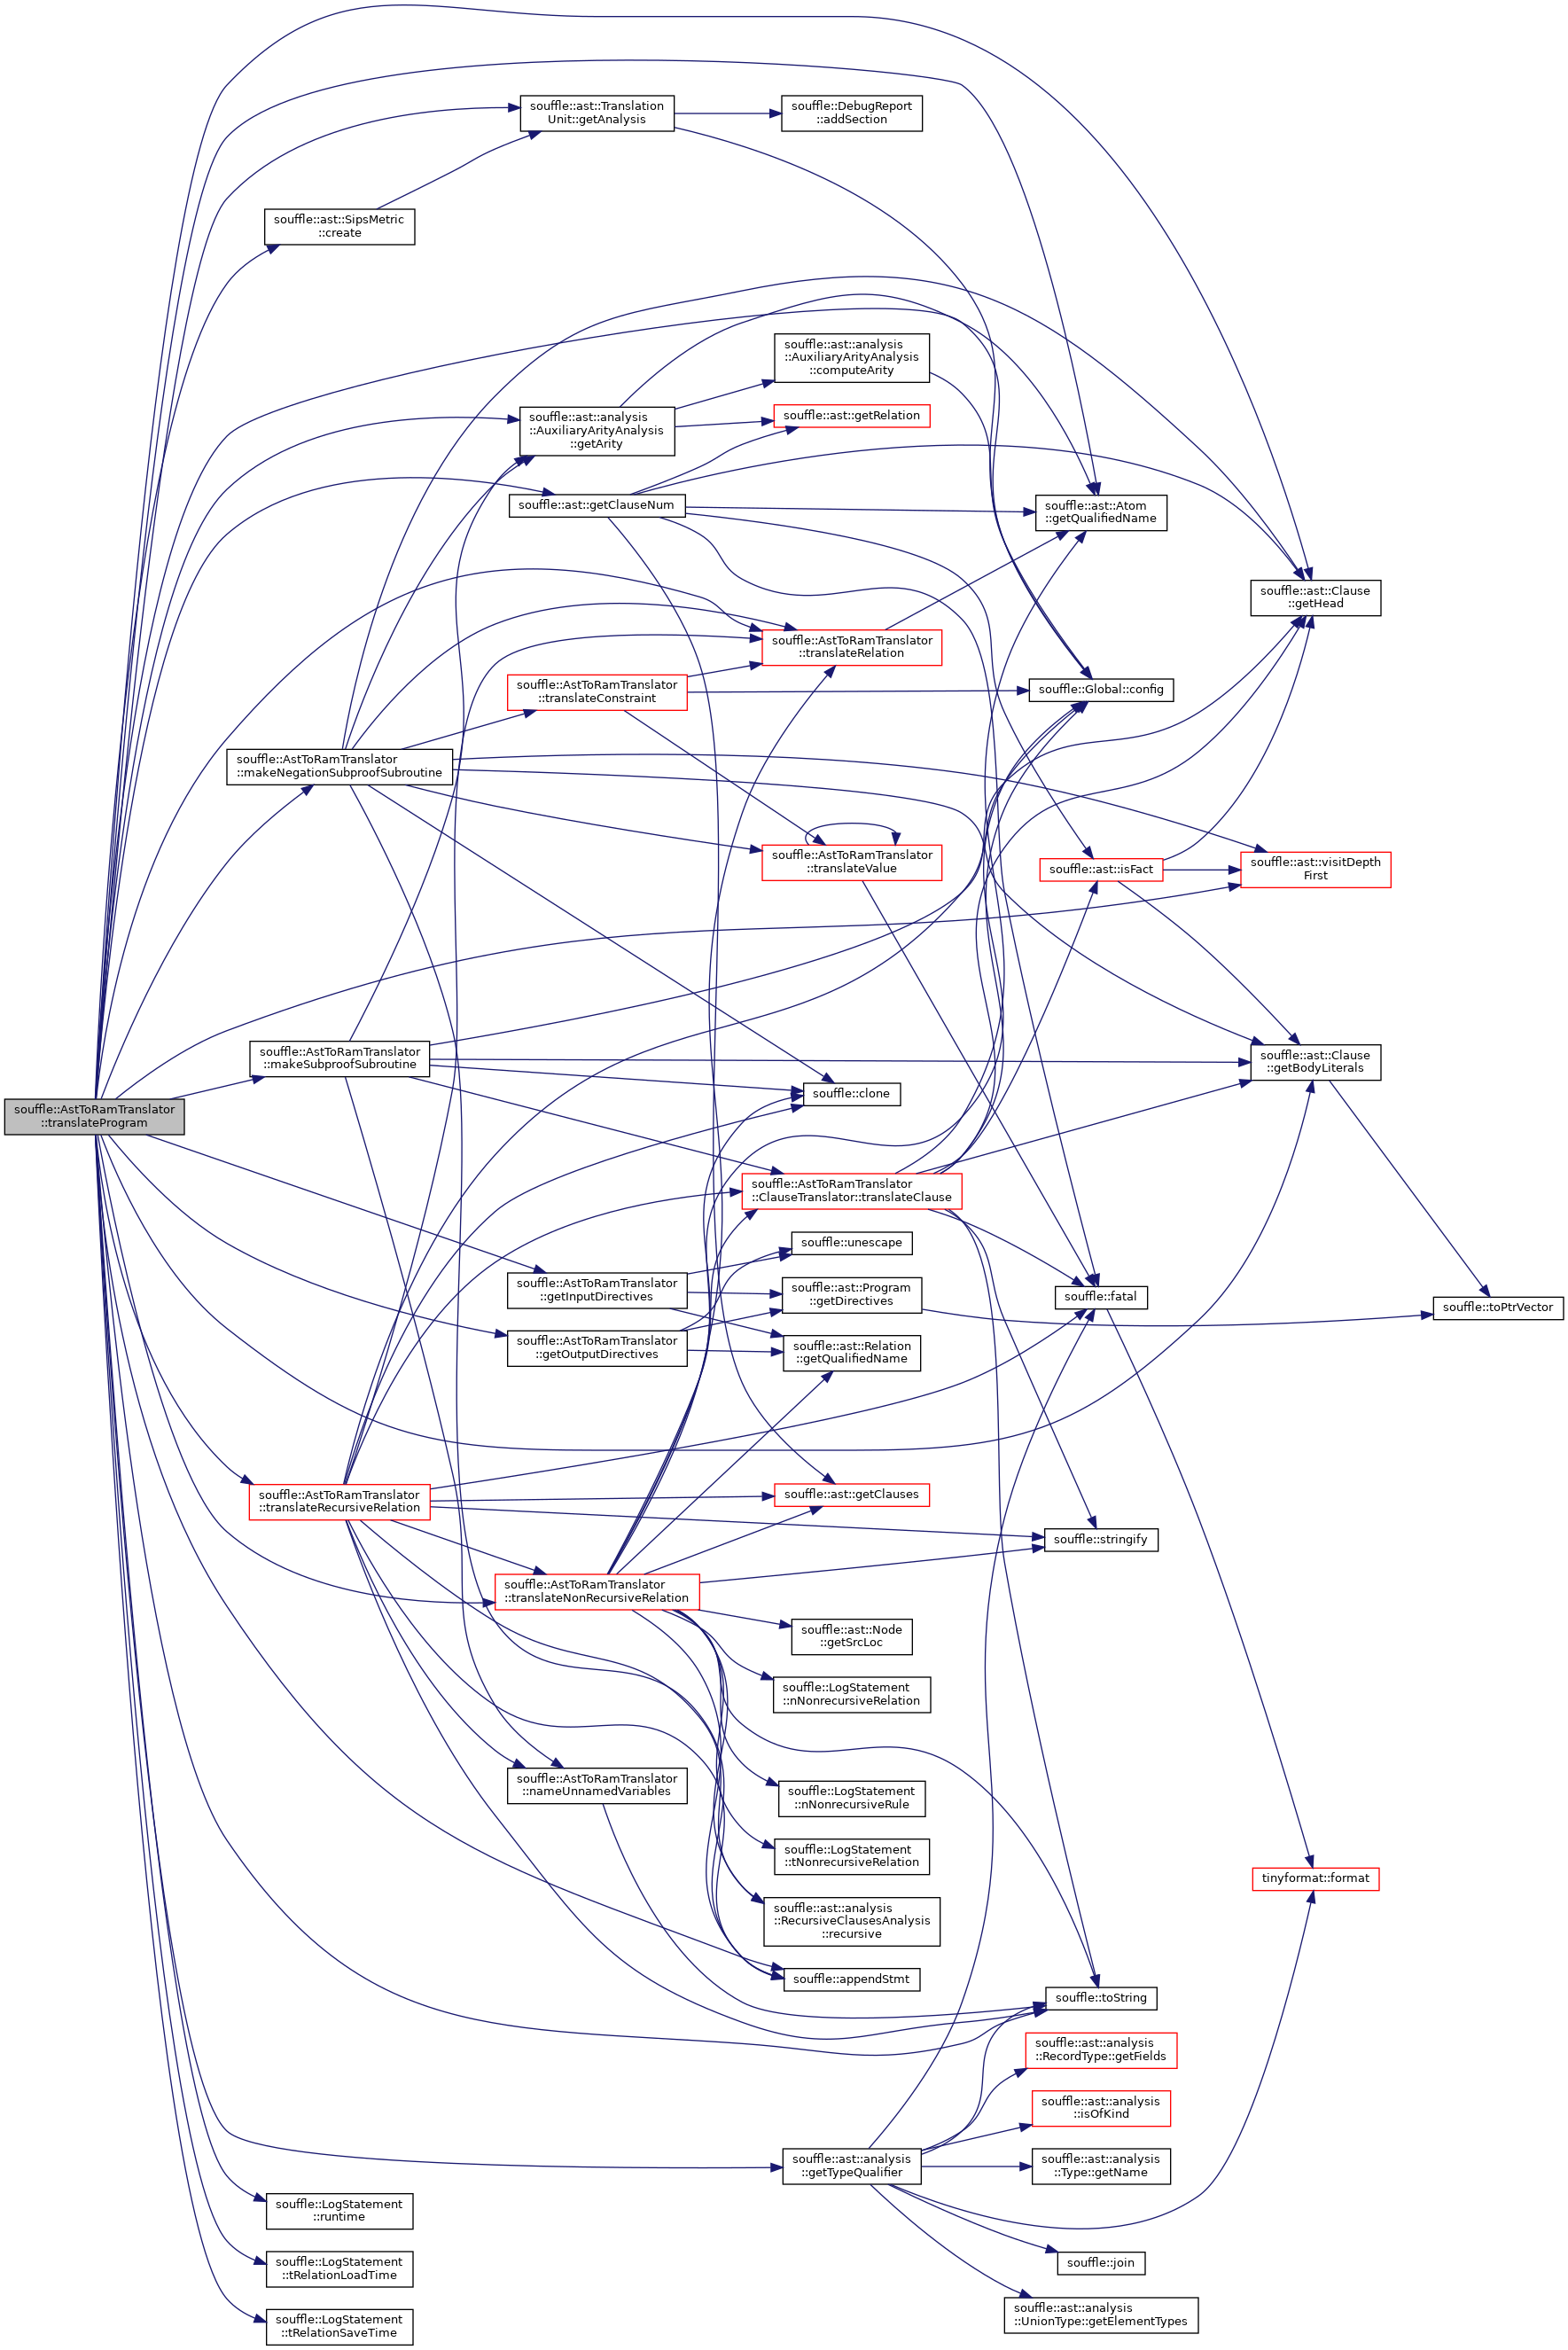 souffle::ast::Translation
Unit::getAnalysis
souffle::DebugReport
::addSection
souffle::ast::SipsMetric
::create
souffle::ast::analysis
::AuxiliaryArityAnalysis
::computeArity
souffle::ast::getRelation
souffle::ast::analysis
::AuxiliaryArityAnalysis
::getArity
souffle::ast::getClauseNum
souffle::ast::Atom
::getQualifiedName
souffle::ast::Clause
::getHead
souffle::AstToRamTranslator
::translateRelation
souffle::AstToRamTranslator
::translateConstraint
souffle::Global::config
souffle::AstToRamTranslator
::makeNegationSubproofSubroutine
souffle::AstToRamTranslator
::translateValue
souffle::ast::isFact
souffle::ast::visitDepth
First
souffle::AstToRamTranslator
::makeSubproofSubroutine
souffle::ast::Clause
::getBodyLiterals
souffle::clone
souffle::AstToRamTranslator
::translateProgram
souffle::AstToRamTranslator
::ClauseTranslator::translateClause
souffle::unescape
souffle::AstToRamTranslator
::getInputDirectives
souffle::ast::Program
::getDirectives
souffle::fatal
souffle::toPtrVector
souffle::AstToRamTranslator
::getOutputDirectives
souffle::ast::Relation
::getQualifiedName
souffle::AstToRamTranslator
::translateRecursiveRelation
souffle::ast::getClauses
souffle::stringify
souffle::AstToRamTranslator
::translateNonRecursiveRelation
souffle::ast::Node
::getSrcLoc
souffle::LogStatement
::nNonrecursiveRelation
souffle::AstToRamTranslator
::nameUnnamedVariables
souffle::LogStatement
::nNonrecursiveRule
souffle::LogStatement
::tNonrecursiveRelation
tinyformat::format
souffle::ast::analysis
::RecursiveClausesAnalysis
::recursive
souffle::appendStmt
souffle::toString
souffle::ast::analysis
::RecordType::getFields
souffle::ast::analysis
::isOfKind
souffle::ast::analysis
::getTypeQualifier
souffle::ast::analysis
::Type::getName
souffle::LogStatement
::runtime
souffle::LogStatement
::tRelationLoadTime
souffle::join
souffle::ast::analysis
::UnionType::getElementTypes
souffle::LogStatement
::tRelationSaveTime